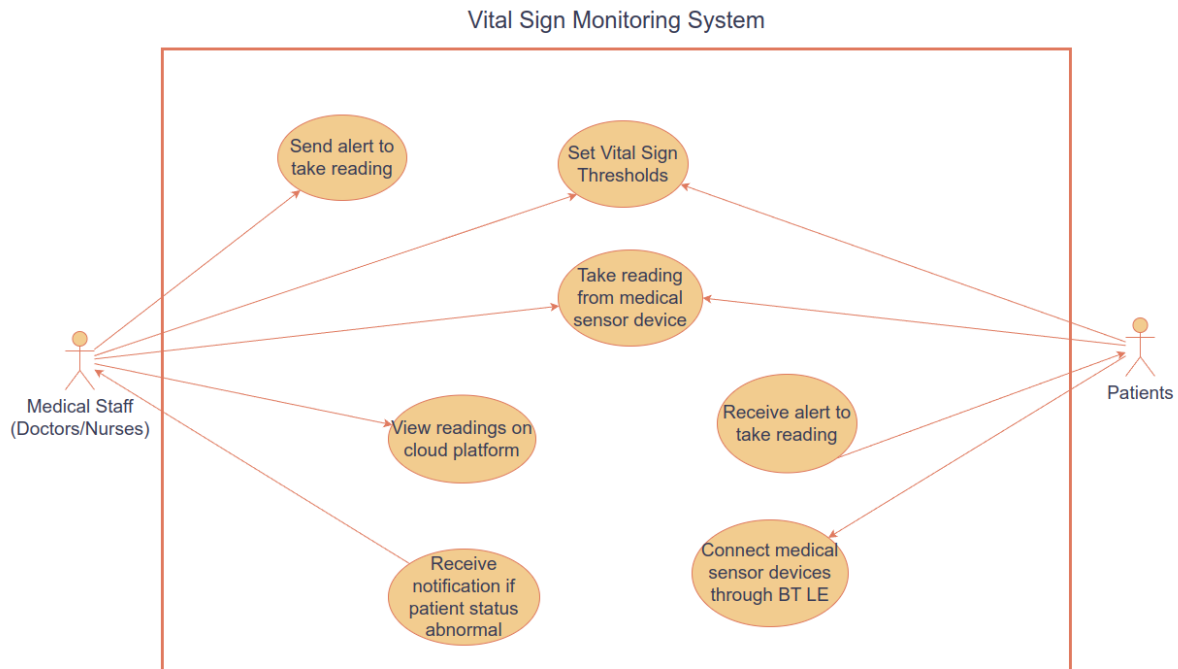 Vital Sign Monitoring System
Send alert to
take reading
Set Vital Sign
Thresholds
Take reading
from medical
sensor device
Medical Staff
(Doctors/Nurses)
Patients
View readings on
cloud platform
Receive alert to
take reading
Receive
notification if
patient status
abnormal
Connect medical
sensor devices
through BT LE